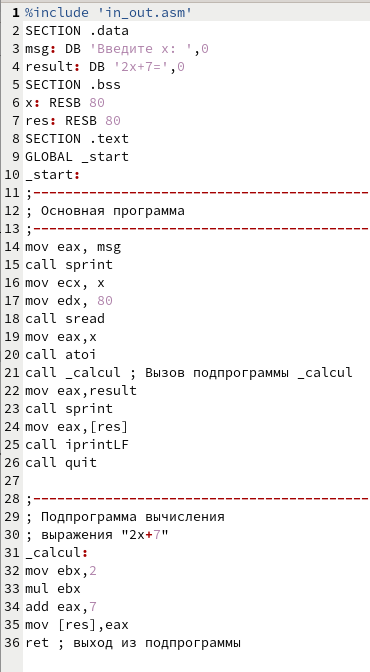 1 %include 'in_out.asm'
2 SECTION .data
3 msg: DB 'Введите x: ',0
4 result: DB '2x+7=',0
5 SECTION .bss
6 x: RESB 80
7 res: RESB 80
8 SECTION .text
9 GLOBAL _start
10 _start:
11 ;------------------------------------------
12 ; Основная программа
13 ;------------------------------------------
14 mov eax, msg
15 call sprint
16 mov ecx, x
17 mov edx, 80
18 call sread
19 mov eax,x
20 call atoi
21 call _calcul ; Вызов подпрограммы _calcul
22 mov eax,result
23 call sprint
24 mov eax,[res]
25 call iprintLF
26 call quit
27
28 ;------------------------------------------
29 ; Подпрограмма вычисления
30 ; выражения "2x+7"
31 _calcul:
32 mov ebx,2
33 mul ebx
34 add eax,7
35 mov [res],eax
36 ret ; выход из подпрограммы